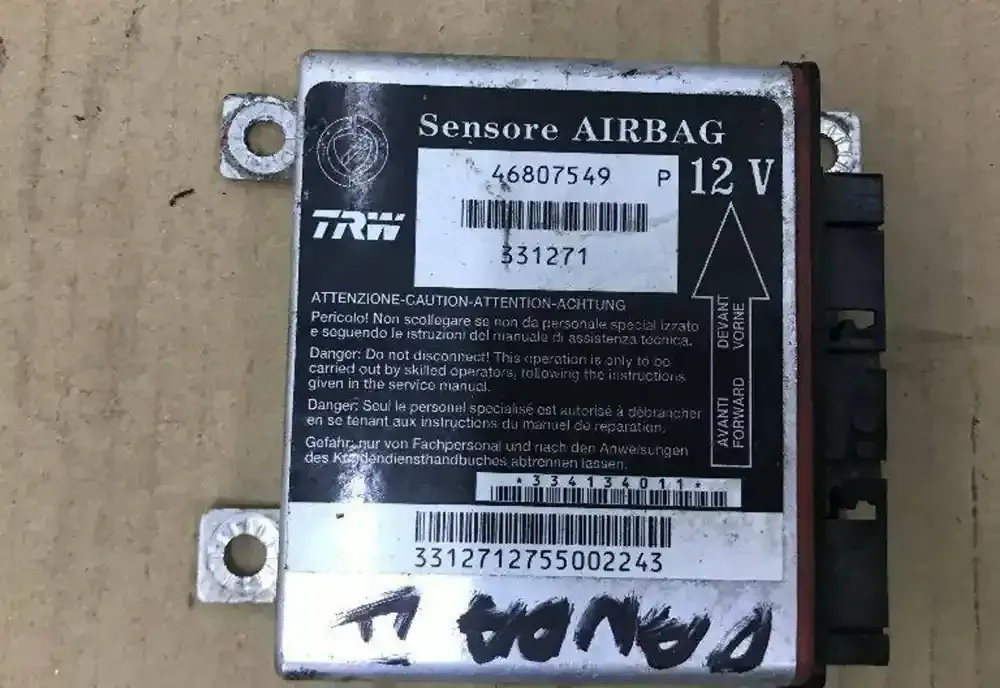 Sensore AIRBAG
46807549 P
12 V
TRW
331271
ATTENZIONE-CAUTION-ATTENTION-ACHTUNG
Pericolo! Non scollegare se non da personale specializzato
e seguendo le istruzioni del manuale di assistenza tecnica.
Danger: Do not disconnect! This operation is only to be
carried out by skilled operators, following the instructions
given in the service manual.
Danger: Seul le personel spécialisé est autorisé à débrancher
en se tenant aux instructions du manuel de reparation.
Gefahr: nur von Fachpersonal und nach den Anweisungen
des Kundendiensthandbuches abtrennen lassen.
AVANTI DEVANT
FORWARD VORNE
*334134011*
3312712755002243
PANDA